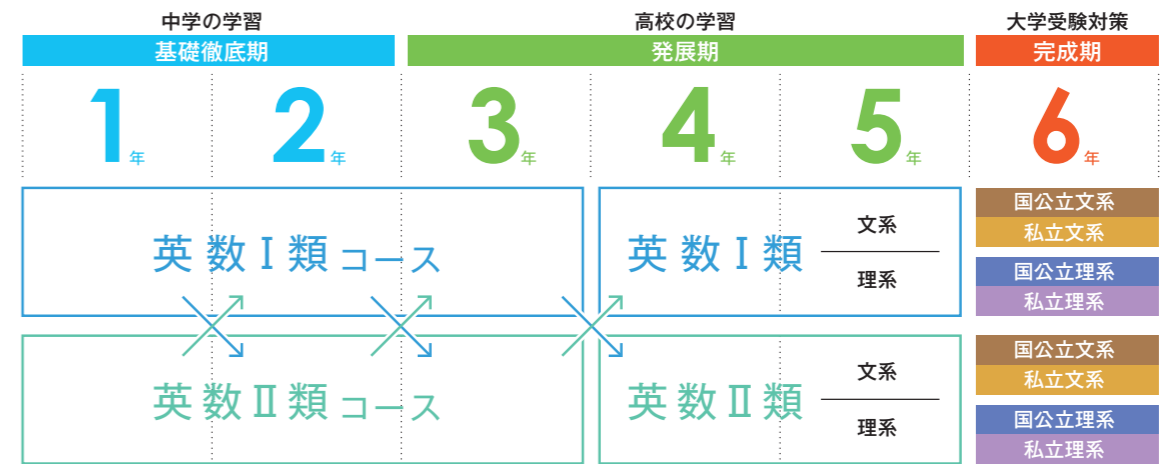 中学の学習
高校の学習
大学受験対策
基礎徹底期
発展期
完成期
1年
2年
3年
4年
5年
6年
英数Ⅰ類コース
英数Ⅰ類
文系
理系
国公立文系
私立文系
国公立理系
私立理系
英数Ⅱ類コース
英数Ⅱ類
文系
理系
国公立文系
私立文系
国公立理系
私立理系